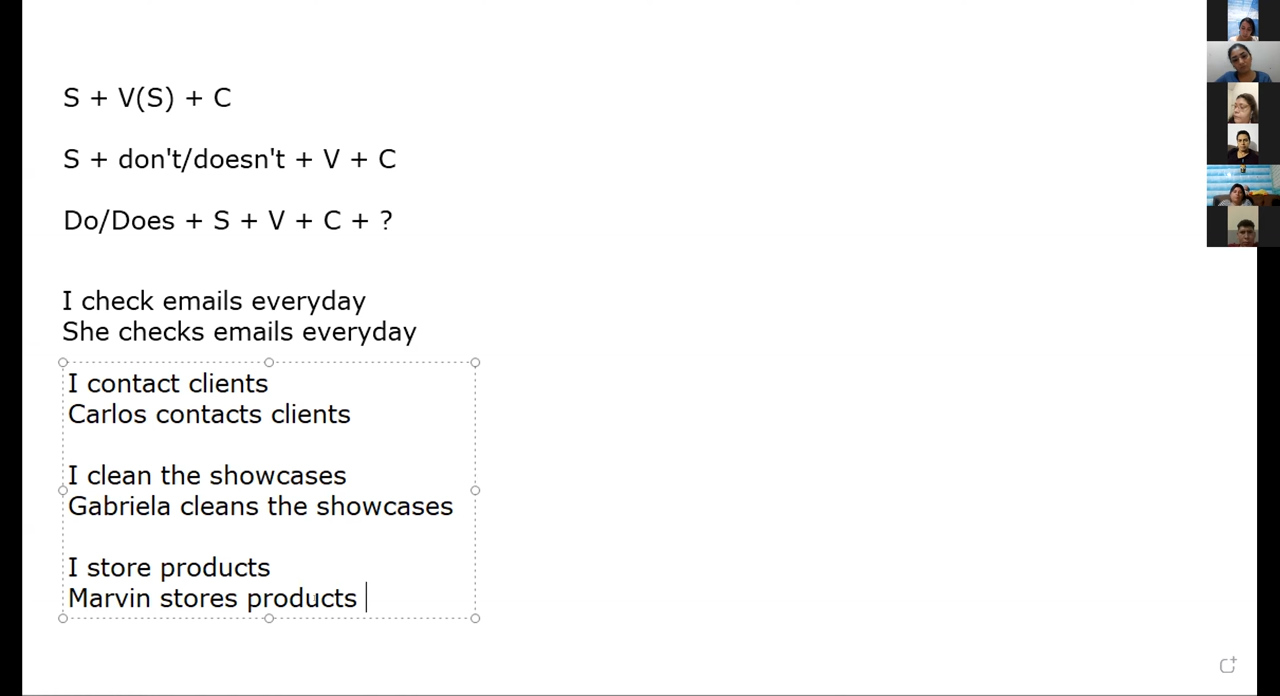 S + V(S) + C
S + don't/doesn't + V + C
Do/Does + S + V + C + ?
I check emails everyday
She checks emails everyday
I contact clients
Carlos contacts clients
I clean the showcases
Gabriela cleans the showcases
I store products
Marvin stores products